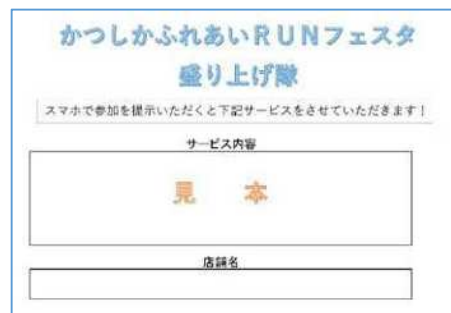 かつしかふれあいRUNフェスタ
盛り上げ隊
スマホで参加を提示いただくと下記サービスをさせていただきます!
サービス内容
見 本
店舗名